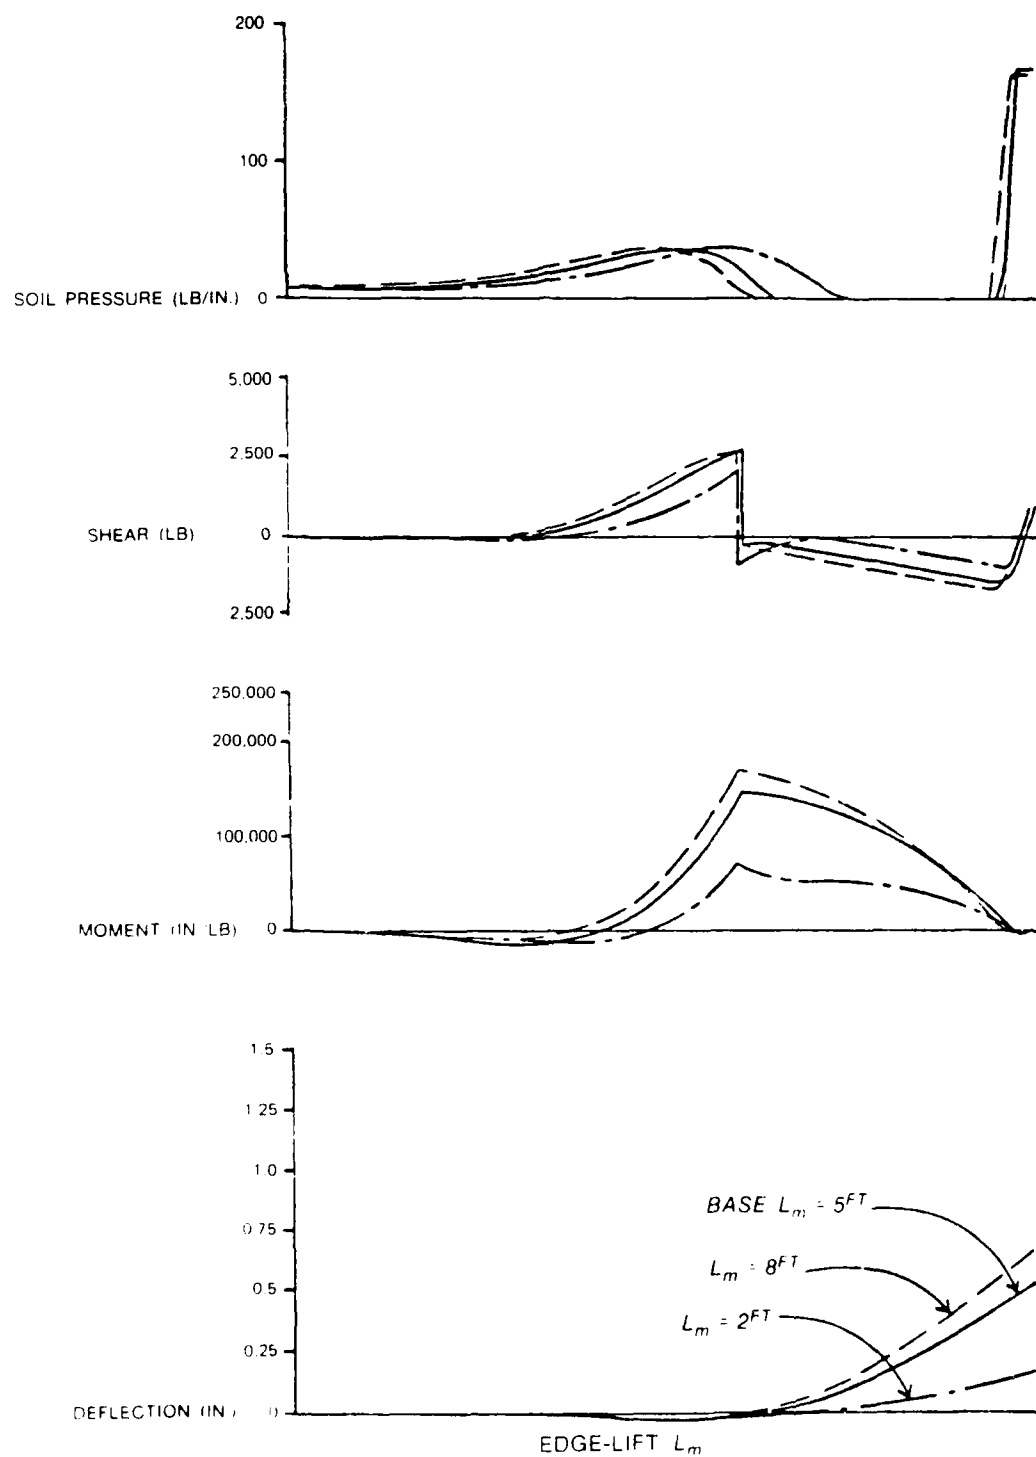 200
100
SOIL PRESSURE (LB/IN.) 0
5,000
2,500
SHEAR (LB) 0
2,500
250,000
200,000
100,000
MOMENT (IN LB) 0
1.5
1.25
1.0
0.75
0.5
0.25
DEFLECTION (IN) 0
BASE Lm = 5FT
Lm = 8FT
Lm = 2FT
EDGE-LIFT Lm